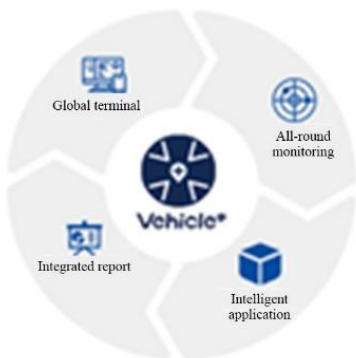 Global terminal
All-round
monitoring
Vehicle+
Integrated report
Intelligent
application